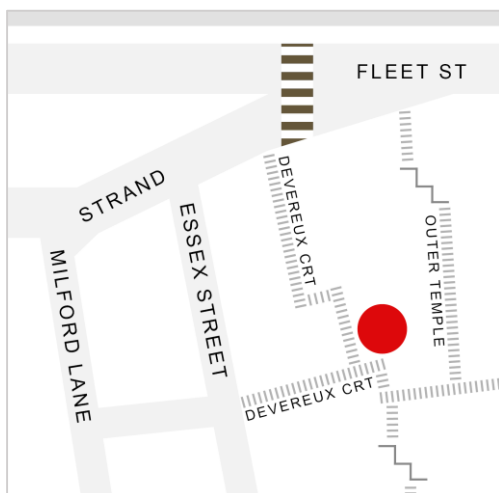 FLEET ST
STRAND
DEVEREUX CRT
ESSEX STREET
OUTER TEMPLE
MILFORD LANE
DEVEREUX CRT